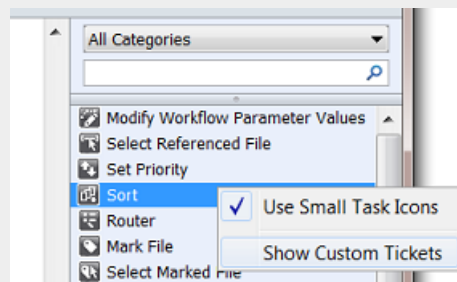 All Categories
Modify Workflow Parameter Values
Select Referenced File
Set Priority
Sort
Use Small Task Icons
Router
Mark File
Show Custom Tickets
Select Marked File